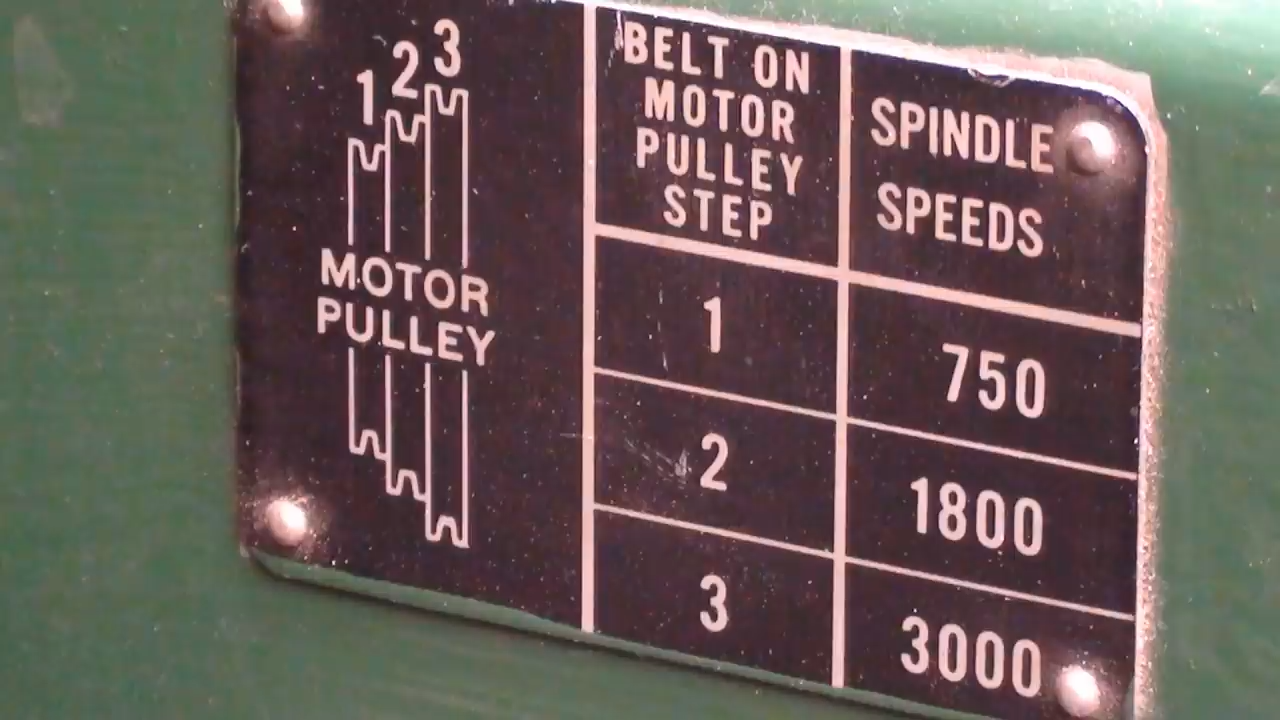 1 2 3
MOTOR
PULLEY
BELT ON
MOTOR
PULLEY
STEP
SPINDLE
SPEEDS
1 750
2 1800
3 3000